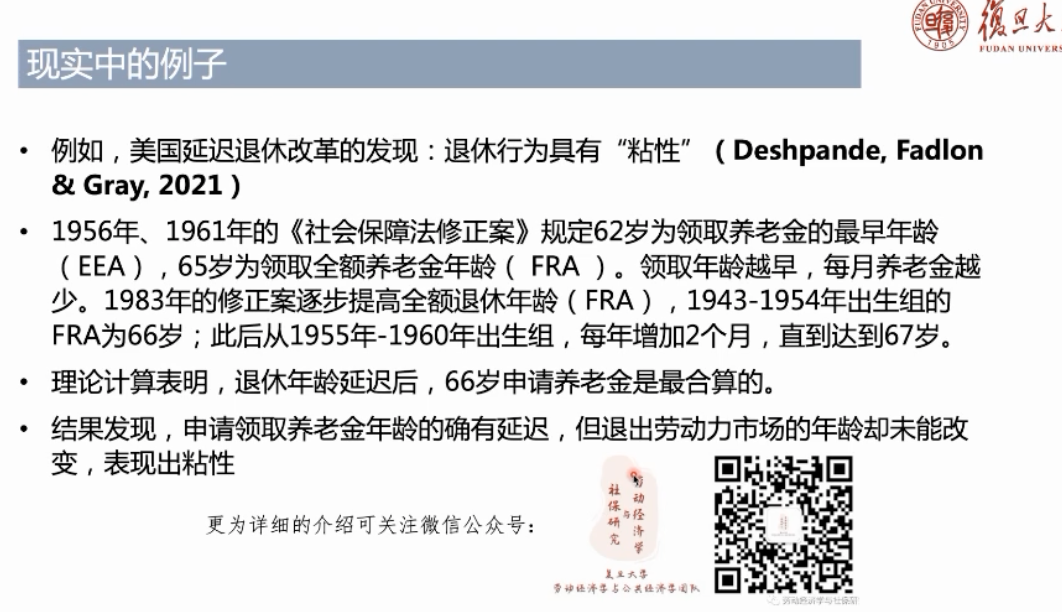 FUDAN UNIVERSITY
1905
復旦大
FUDAN UNIVERS
现实中的例子
• 例如，美国延迟退休改革的发现：退休行为具有“粘性”（Deshpande, Fadlon
& Gray, 2021）
• 1956年、1961年的《社会保障法修正案》规定62岁为领取养老金的最早年龄
（EEA），65岁为领取全额养老金年龄（ FRA ）。领取年龄越早，每月养老金越
少。1983年的修正案逐步提高全额退休年龄（FRA），1943-1954年出生组的
FRA为66岁；此后从1955年-1960年出生组，每年增加2个月，直到达到67岁。
• 理论计算表明，退休年龄延迟后，66岁申请养老金是最合算的。
• 结果发现，申请领取养老金年龄的确有延迟，但退出劳动力市场的年龄却未能改
变，表现出粘性
更为详细的介绍可关注微信公众号：
劳动经济学
与
社保研究
复旦大学
劳动经济学与公共经济学团队
劳动经济学与社保研